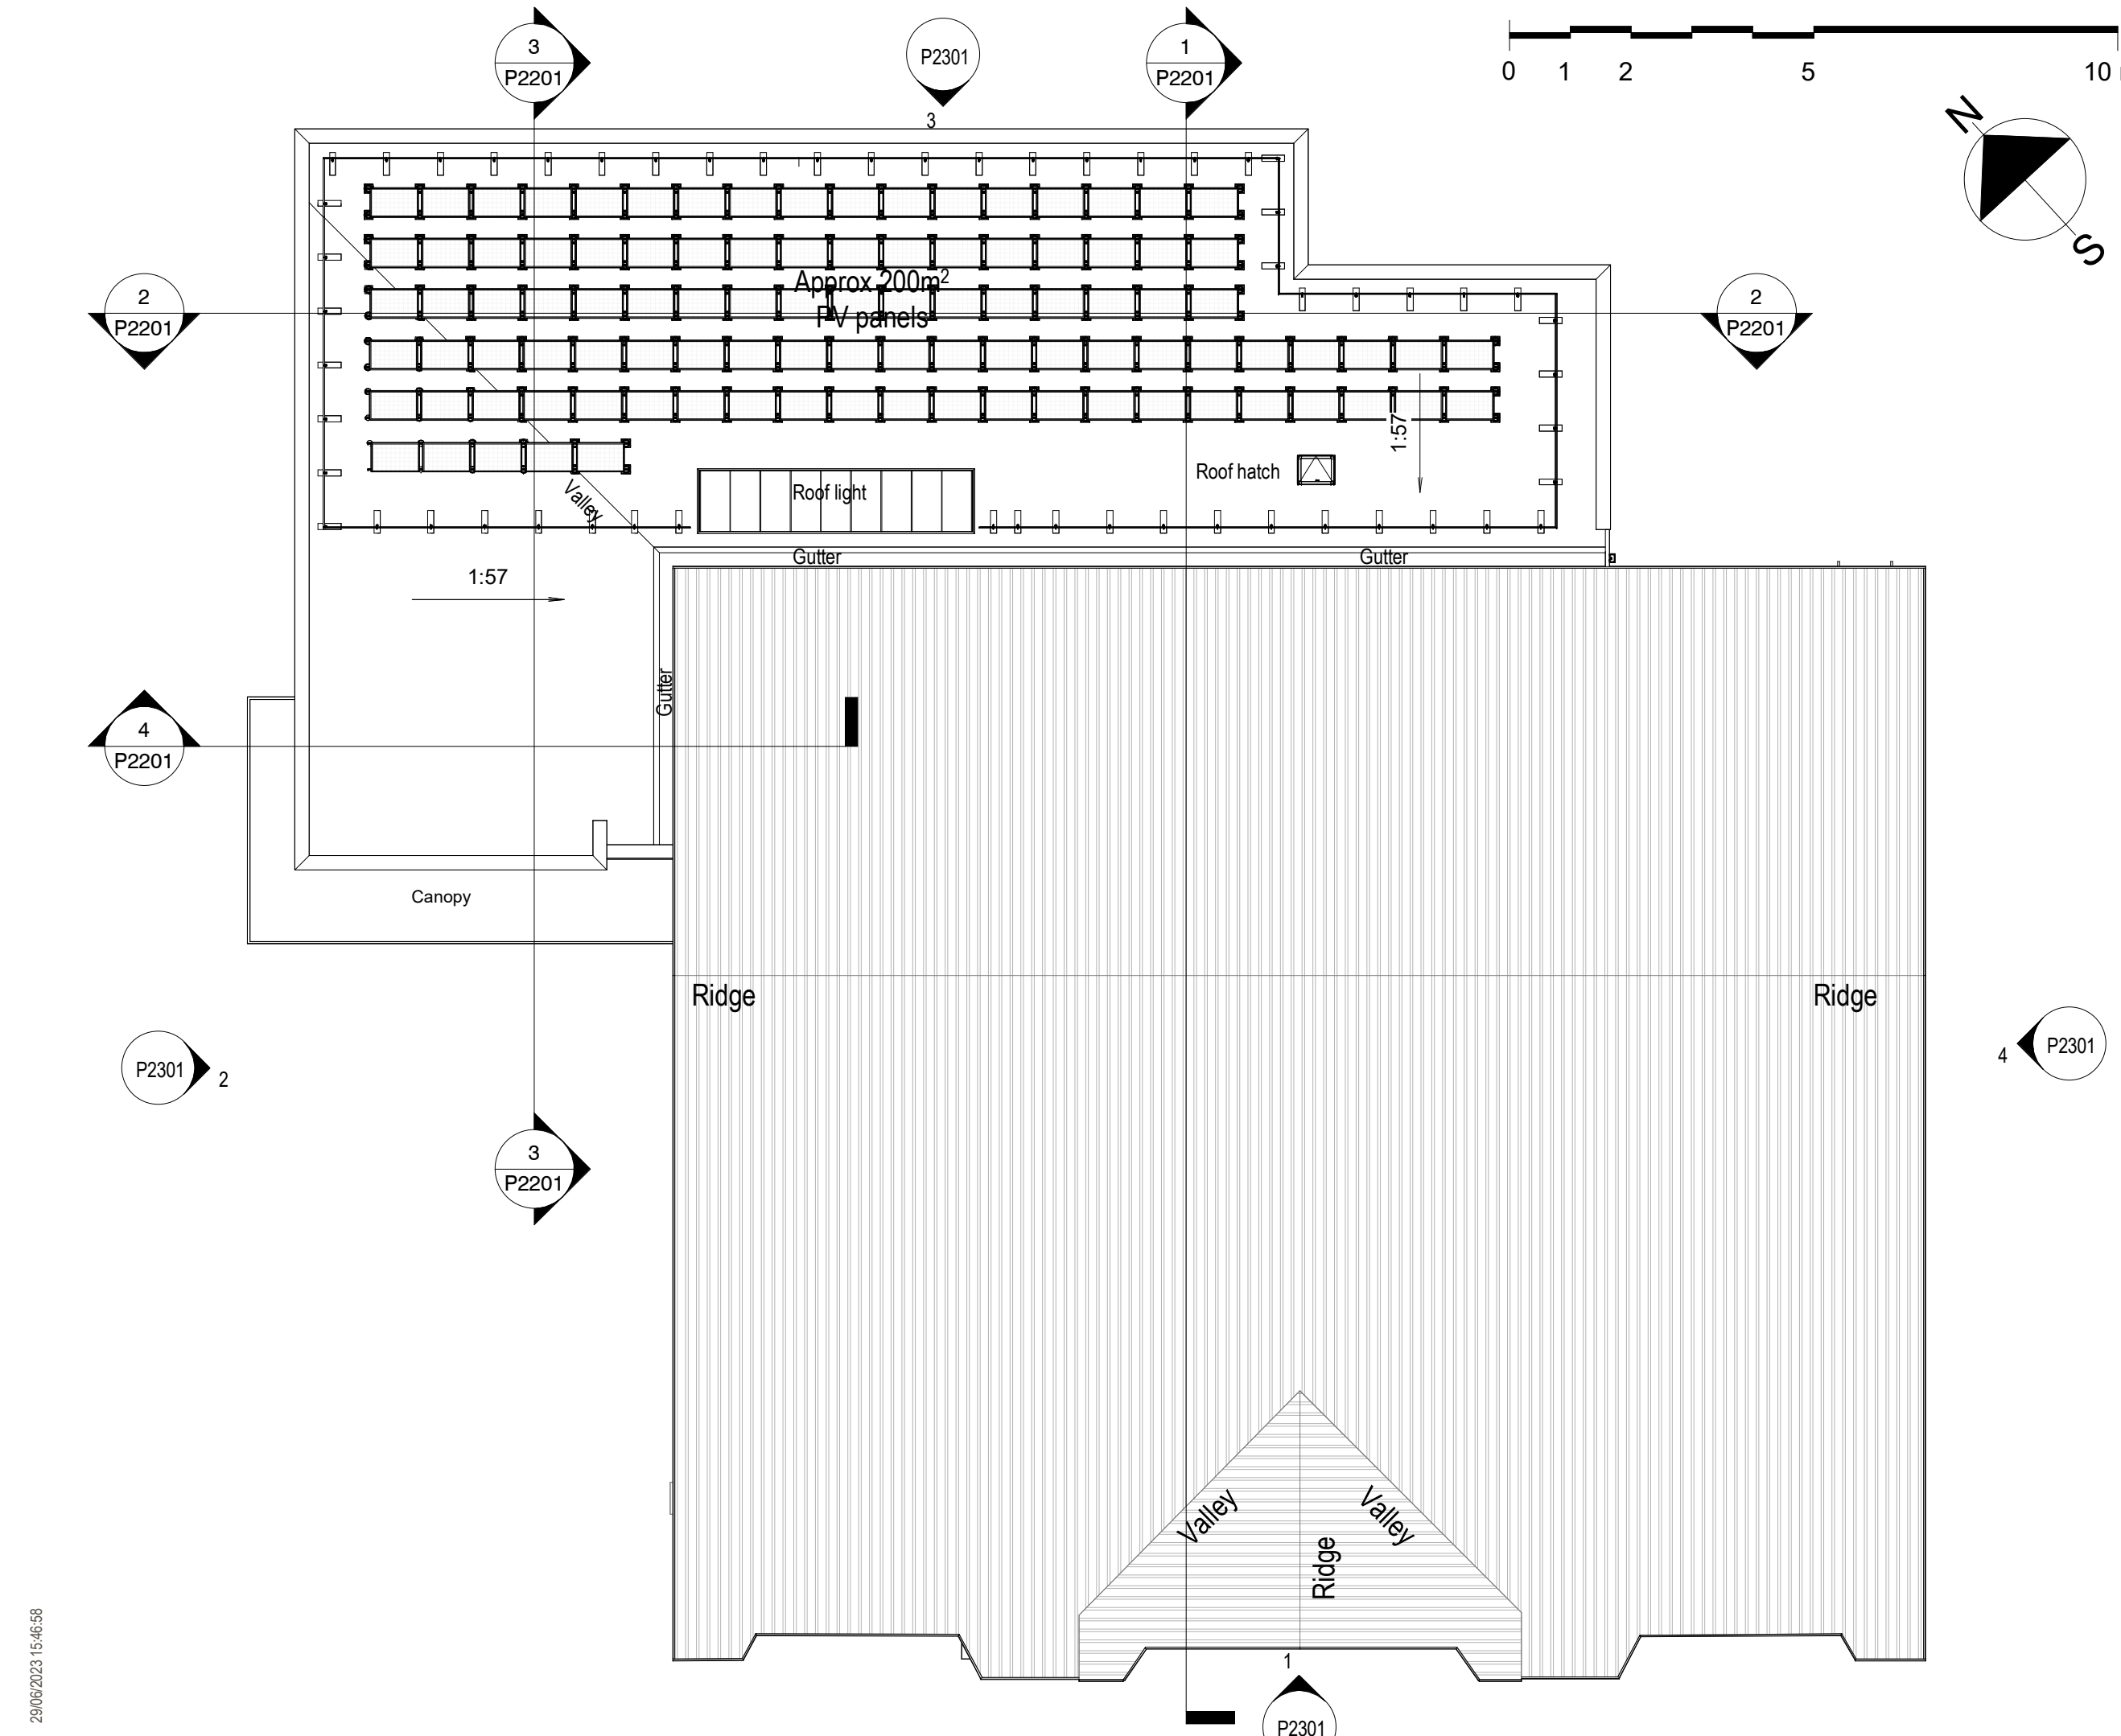 3
P2201
P2301
3
1
P2201
0 1 2 5 10
N
S
2
P2201
Approx 200m²
PV panels
2
P2201
1:57
Roof hatch
Roof light
Valley
Gutter
Gutter
1:57
Gutter
4
P2201
Canopy
Ridge
Ridge
P2301
2
4
P2301
3
P2201
Valley
Valley
Ridge
1
P2301
29/06/2023 15:46:58